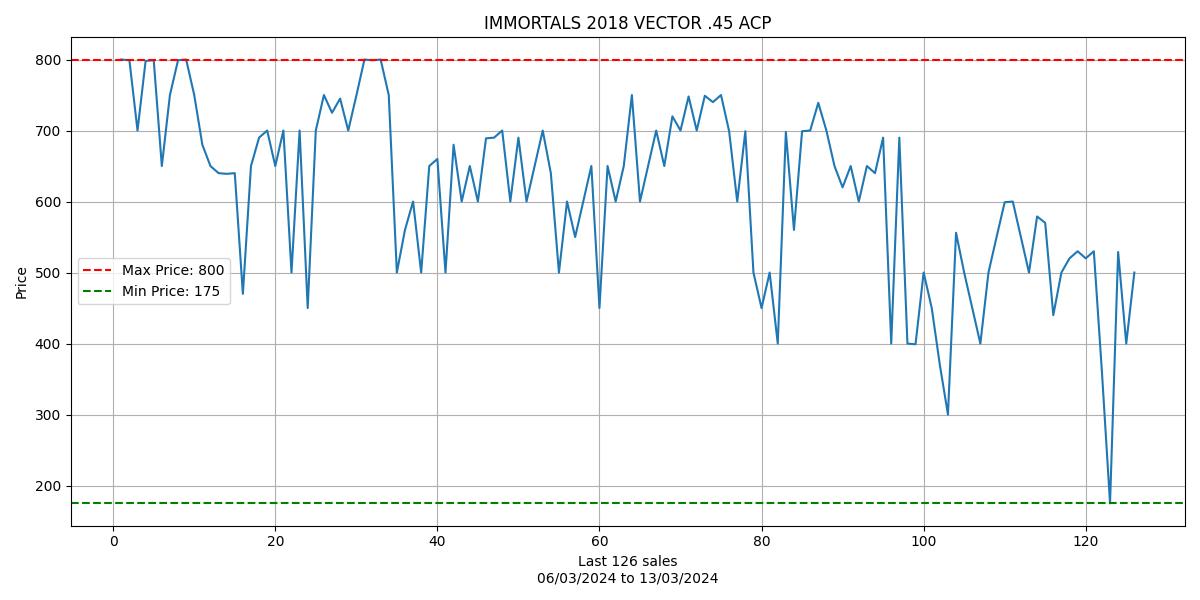 IMMORTALS 2018 VECTOR .45 ACP
Price
800
700
600
500
400
300
200
Max Price: 800
Min Price: 175
0 20 40 60 80 100 120
Last 126 sales
06/03/2024 to 13/03/2024